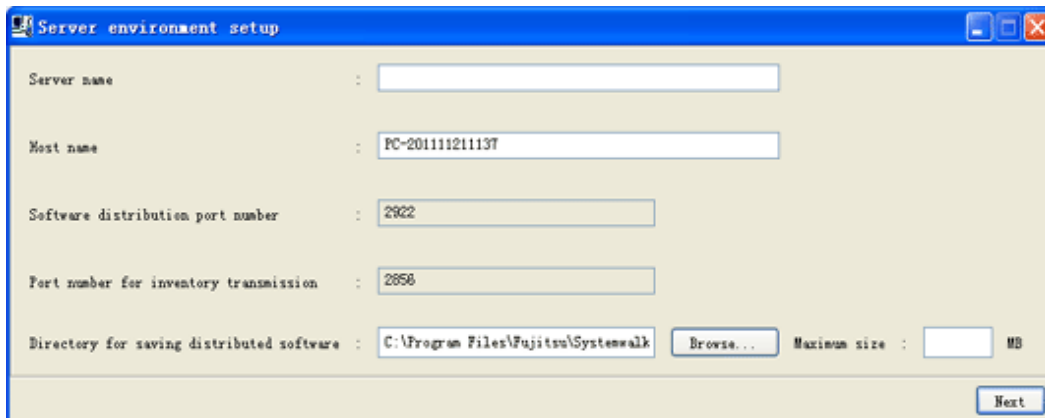 Server environment setup
Server name :
Host name : PC-201111211137
Software distribution port number : 2922
Port number for inventory transmission : 2856
Directory for saving distributed software : C:\Program Files\Fujitsu\Systemwalk Browse... Maximum size : MB
Next